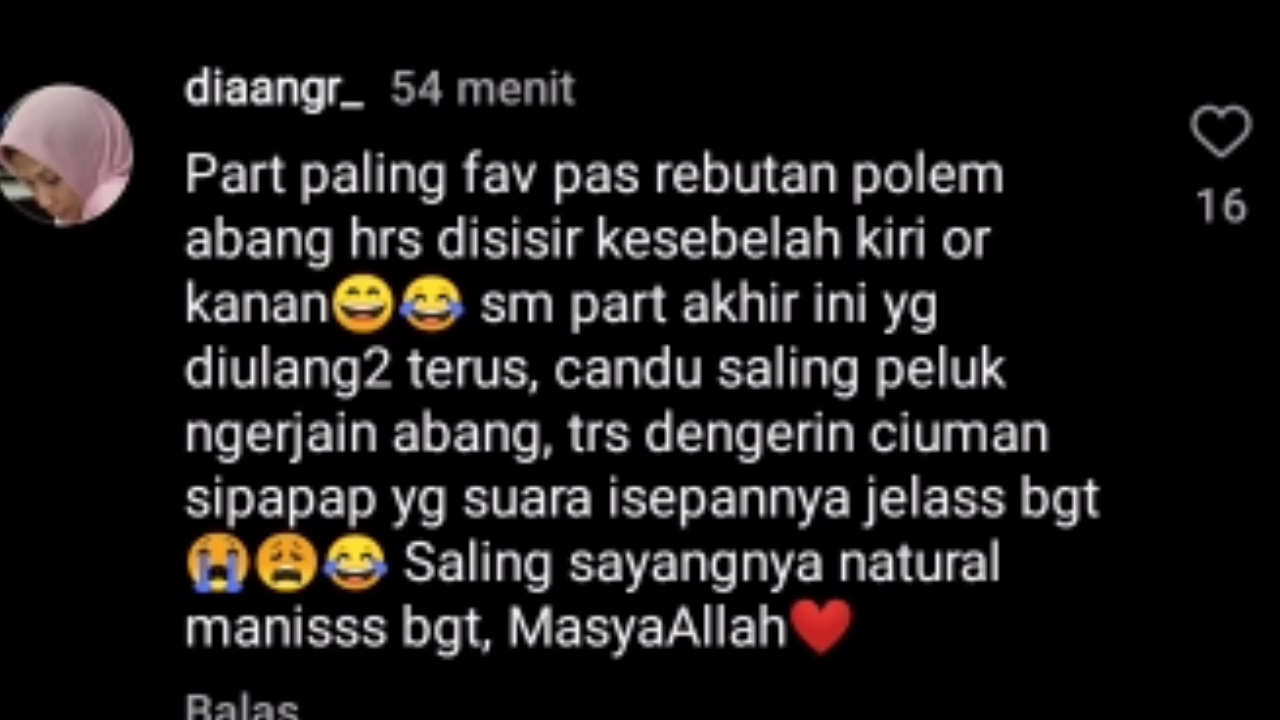 diaangr_ 54 menit
Part paling fav pas rebutan polem
abang hrs disisir kesebelah kiri or
kanan😄😂 sm part akhir ini yg
diulang2 terus, candu saling peluk
ngerjain abang, trs dengerin ciuman
sipapap yg suara isepannya jelass bgt
😭😩😂 Saling sayangnya natural
manisss bgt, MasyaAllah❤️
16
Balas